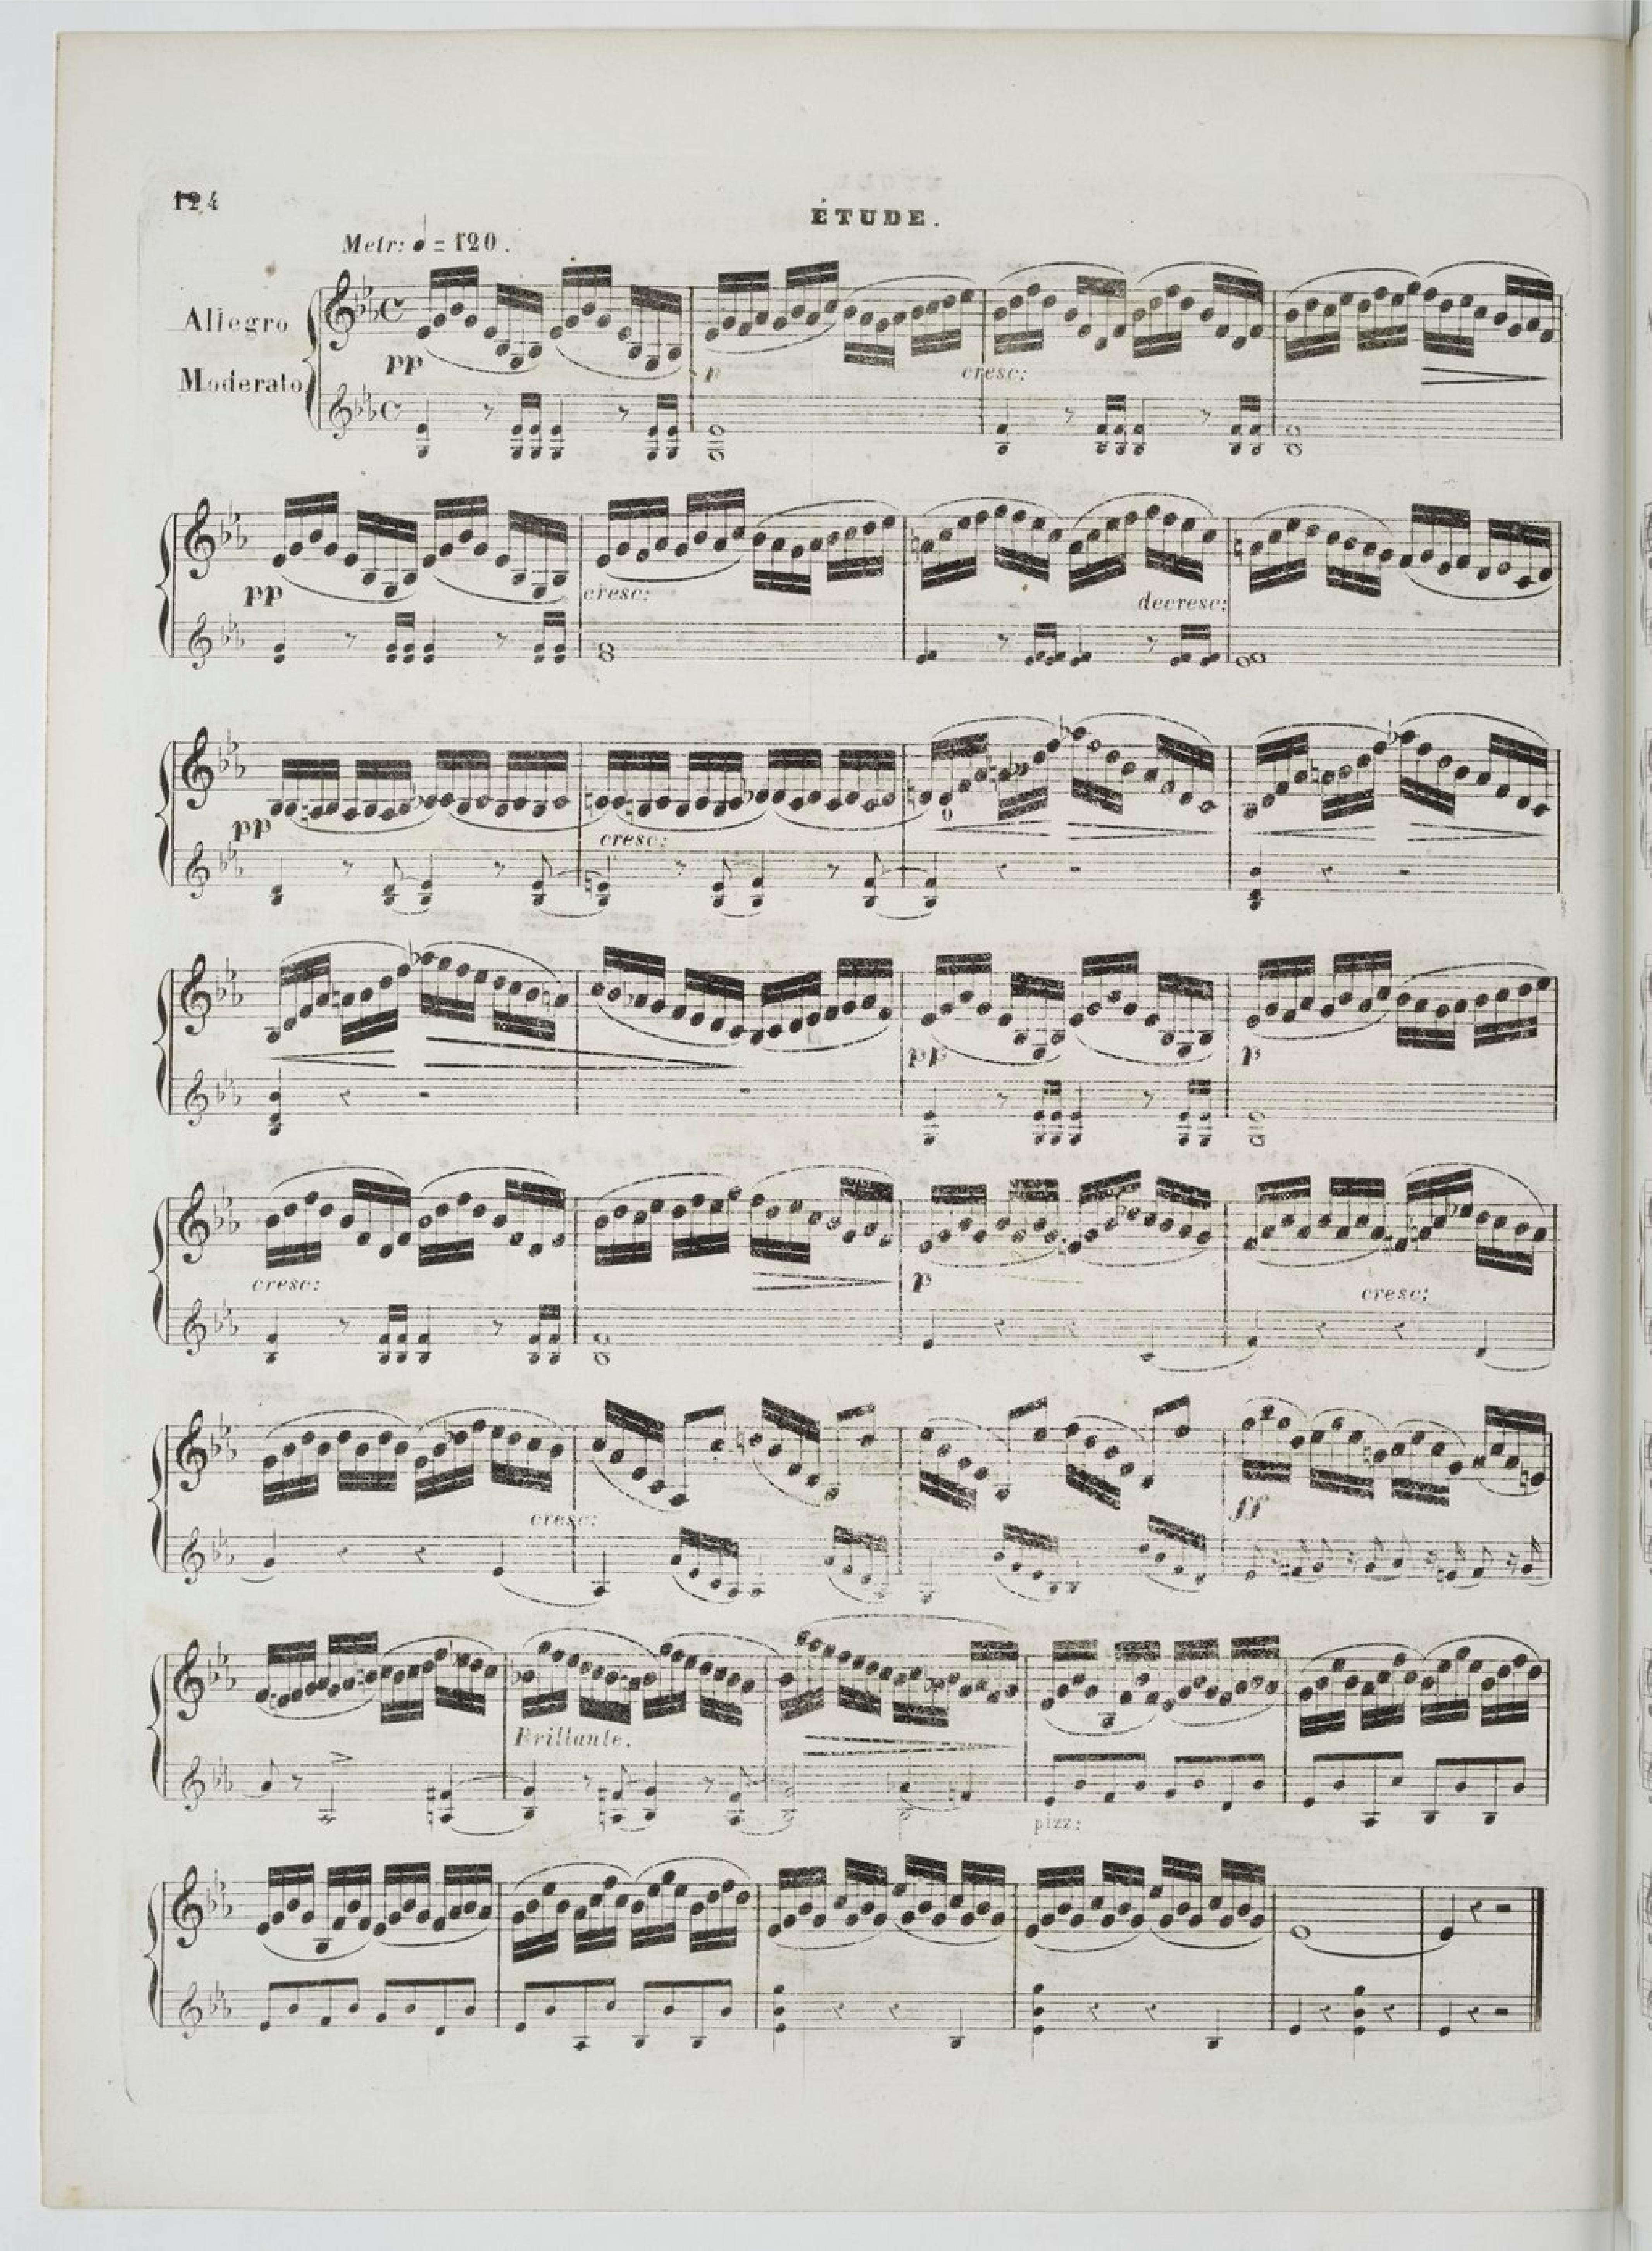 124
ÉTUDE.
Metr: ♩ = 120.
Allegro
Moderato
pp
p
cresc:
pp
cresc:
decresc:
pp
cresc:
pp
p
cresc:
p
cresc:
cresc:
ff
Brillante.
pizz: